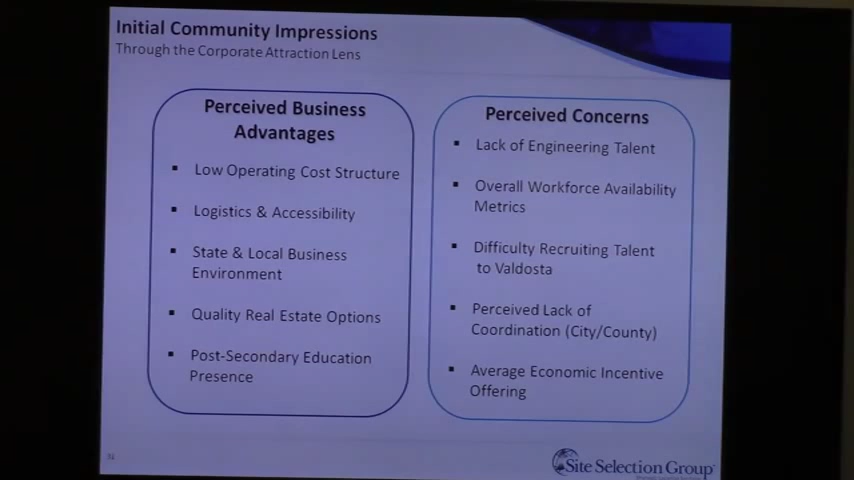 Initial Community Impressions
Through the Corporate Attraction Lens
Perceived Business
Advantages
▪ Low Operating Cost Structure
▪ Logistics & Accessibility
▪ State & Local Business
Environment
▪ Quality Real Estate Options
▪ Post-Secondary Education
Presence
Perceived Concerns
▪ Lack of Engineering Talent
▪ Overall Workforce Availability
Metrics
▪ Difficulty Recruiting Talent
to Valdosta
▪ Perceived Lack of
Coordination (City/County)
▪ Average Economic Incentive
Offering
Site Selection Group